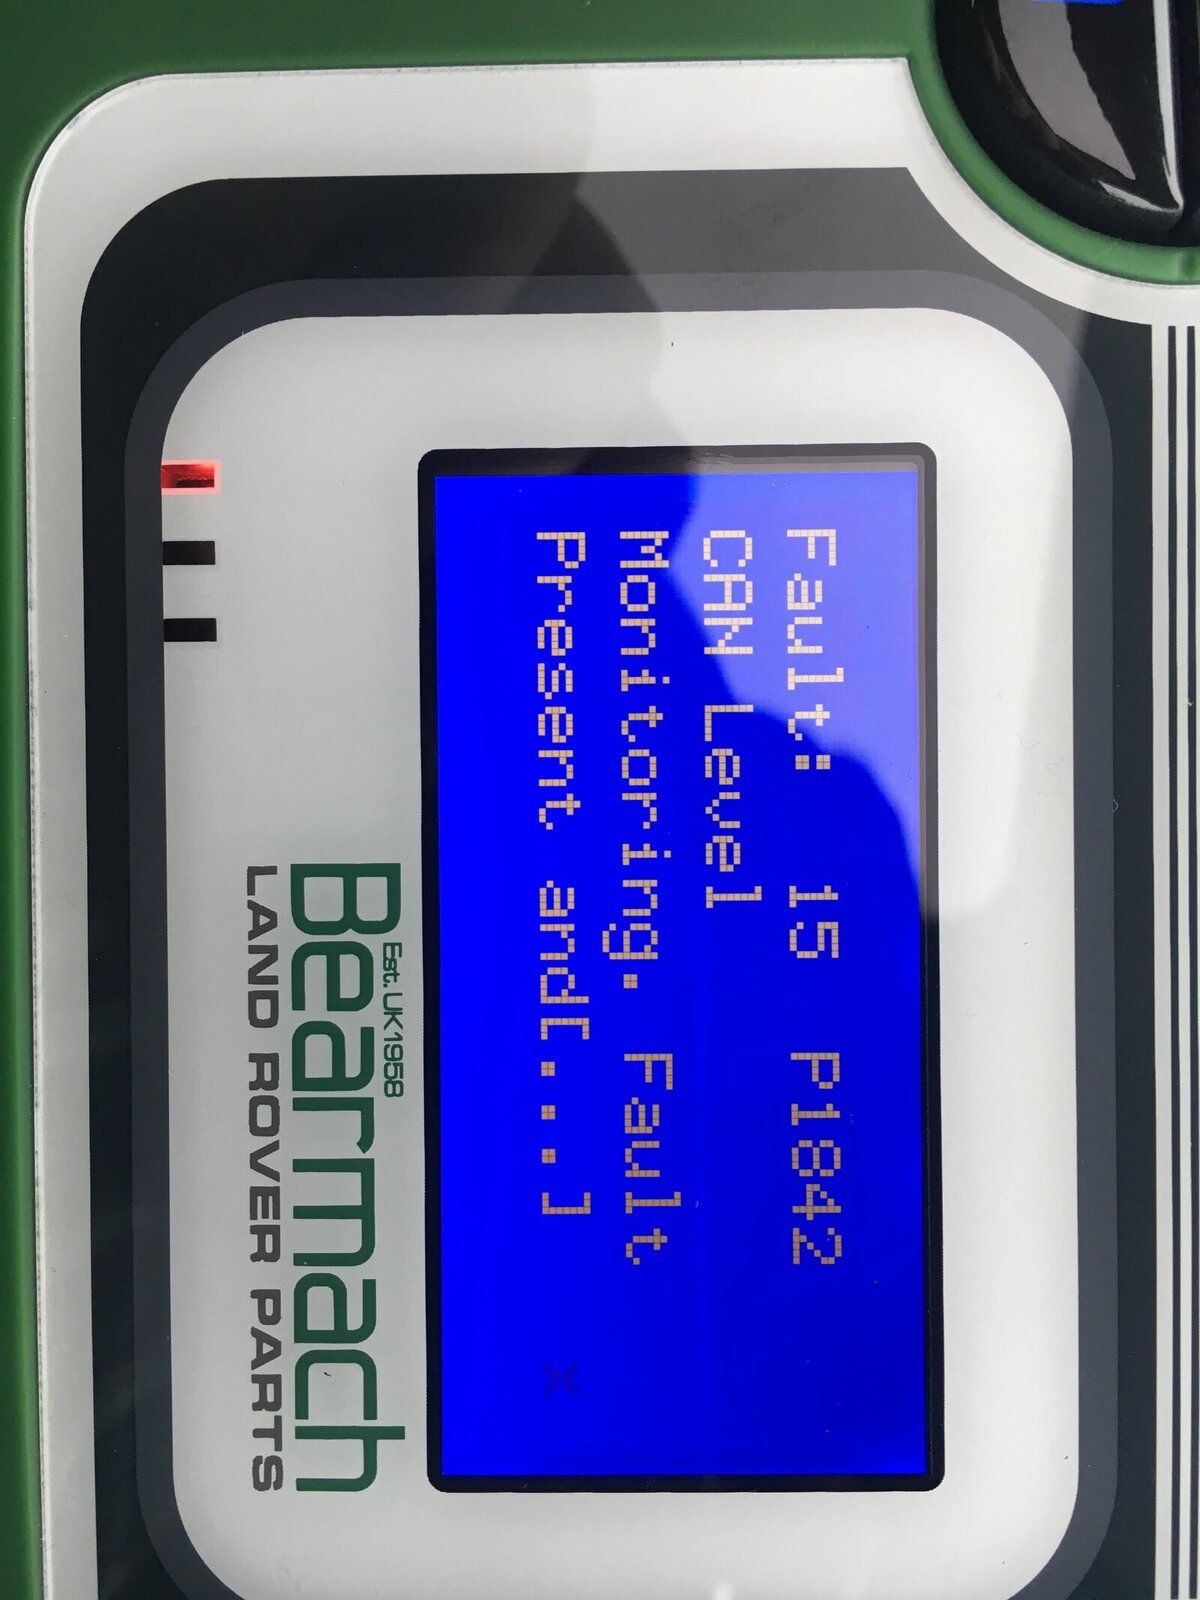 Fault: 15 P1842
CAN Level
Monitoring. Fault
present and[...]
Est. UK1958
Bearmach
LAND ROVER PARTS